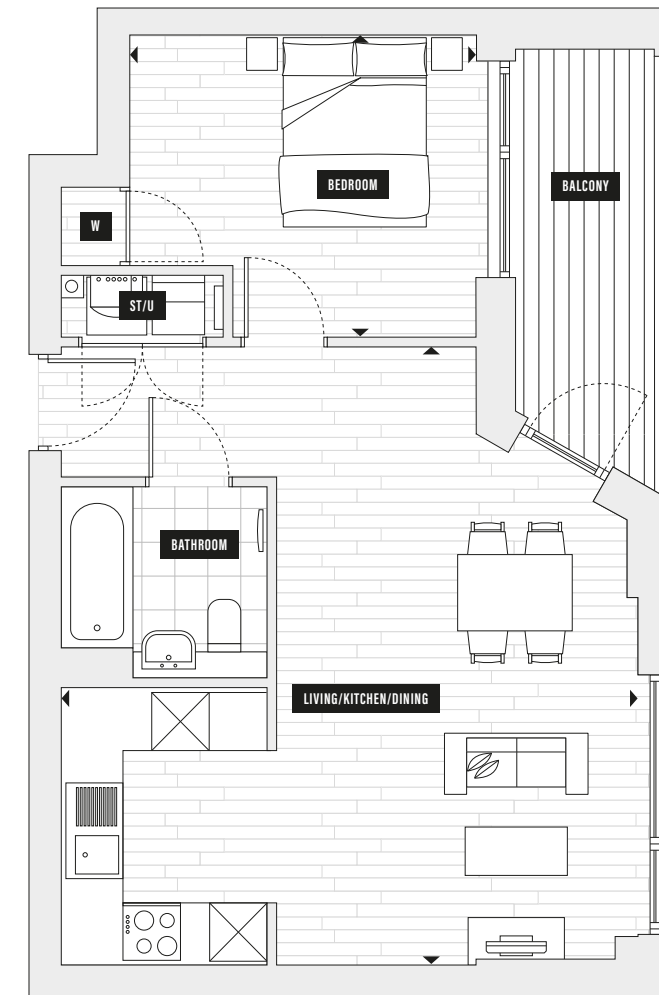 BEDROOM
BALCONY
W
ST/U
BATHROOM
LIVING/KITCHEN/DINING